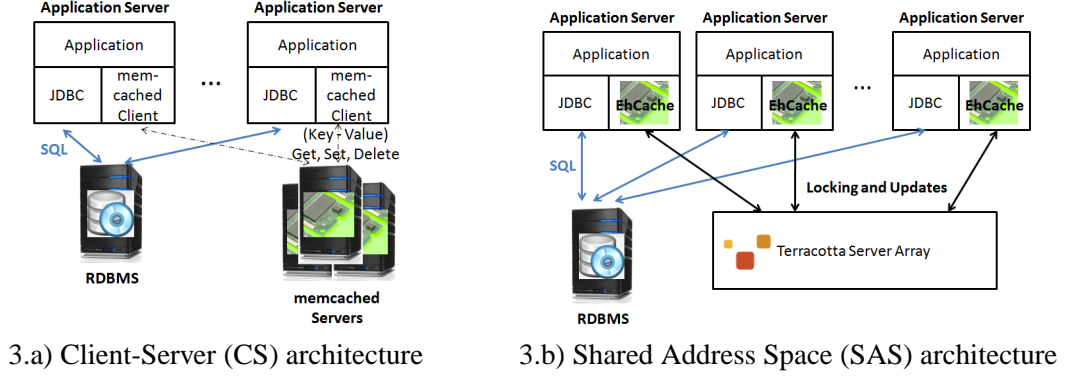 Application Server
Application Server
Application
Application
JDBC
mem-
cached
Client
...
JDBC
mem-
cached
Client
(Key - Value)
Get, Set, Delete
SQL
RDBMS
memcached
Servers
3.a) Client-Server (CS) architecture
Application Server
Application Server
Application Server
Application
Application
Application
JDBC
EhCache
JDBC
EhCache
...
JDBC
EhCache
SQL
Locking and Updates
Terracotta Server Array
RDBMS
3.b) Shared Address Space (SAS) architecture